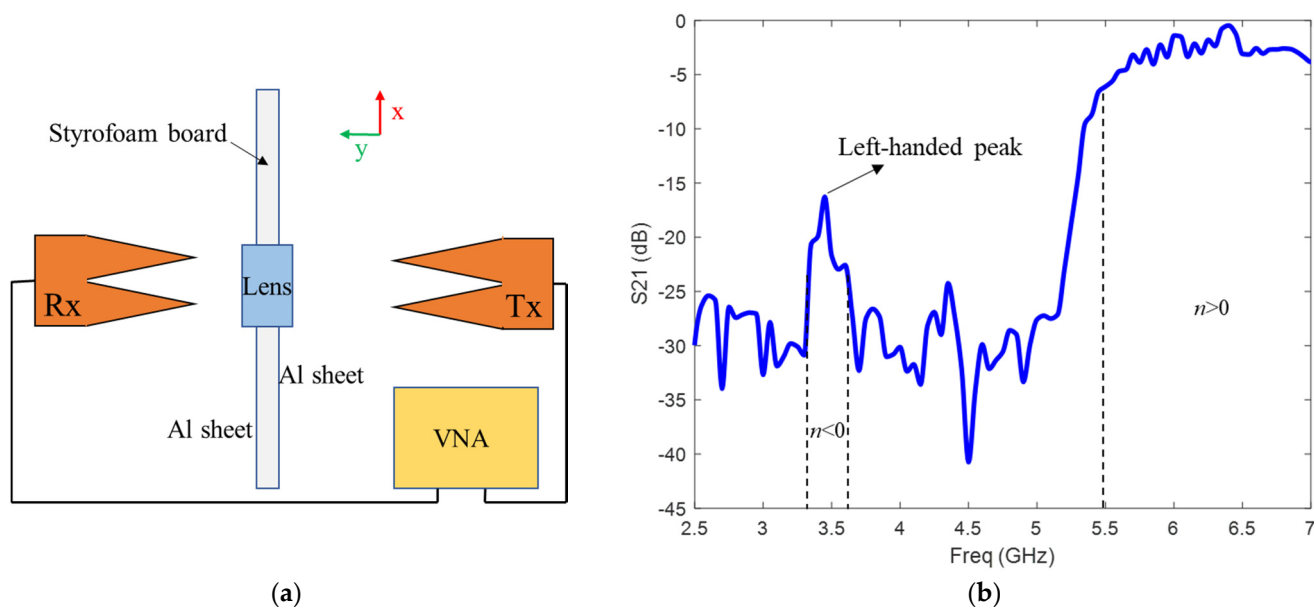 Styrofoam board
x
y
Lens
Rx
Tx
Al sheet
Al sheet
VNA
(a)
0
-5
-10
-15
-20
-25
-30
-35
-40
-45
S21 (dB)
Left-handed peak
n<0
n>0
2.5 3 3.5 4 4.5 5 5.5 6 6.5 7
Freq (GHz)
(b)